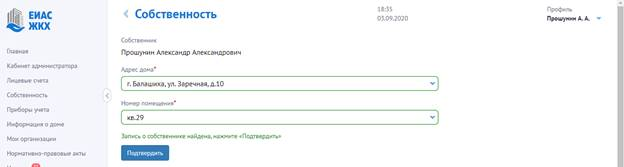 ЕИАС
ЖКХ
Главная
Кабинет администратора
Лицевые счета
Собственность
Приборы учета
Информация о доме
Мои организации
Нормативно-правовые акты
Собственность
18:35
03.09.2020
Профиль
Прошунин А. А.
Собственник
Прошунин Александр Александрович
Адрес дома*
г. Балашиха, ул. Заречная, д.10
Номер помещения*
кв.29
Запись о собственнике найдена, нажмите «Подтвердить»
Подтвердить